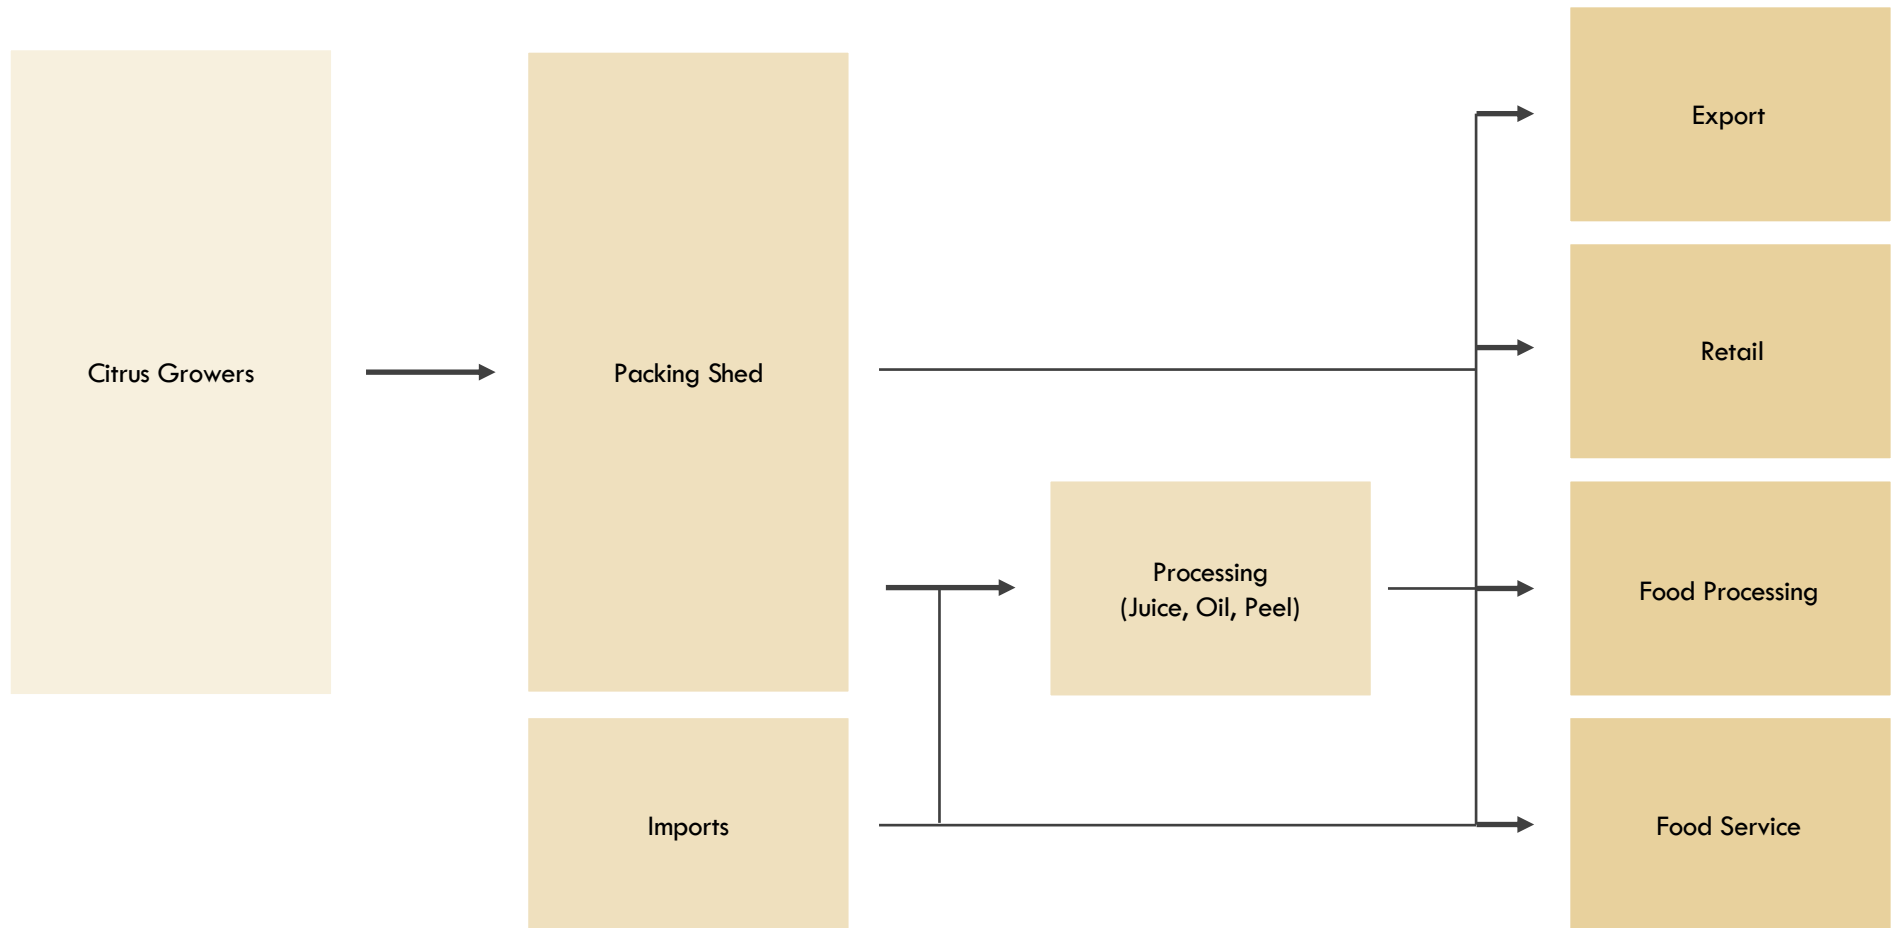 Citrus Growers
Packing Shed
Imports
Processing
(Juice, Oil, Peel)
Export
Retail
Food Processing
Food Service